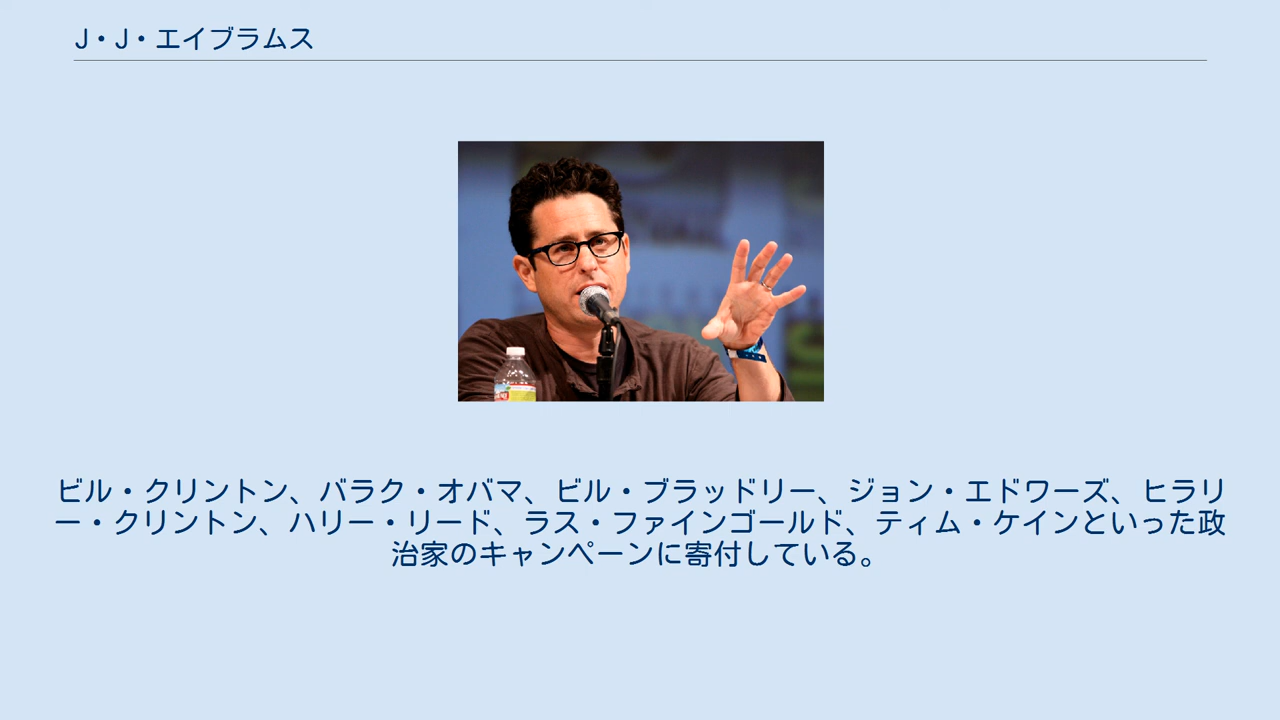 J・J・エイブラムス
ビル・クリントン、バラク・オバマ、ビル・ブラッドリー、ジョン・エドワーズ、ヒラリ
ー・クリントン、ハリー・リード、ラス・ファインゴールド、ティム・ケインといった政
治家のキャンペーンに寄付している。